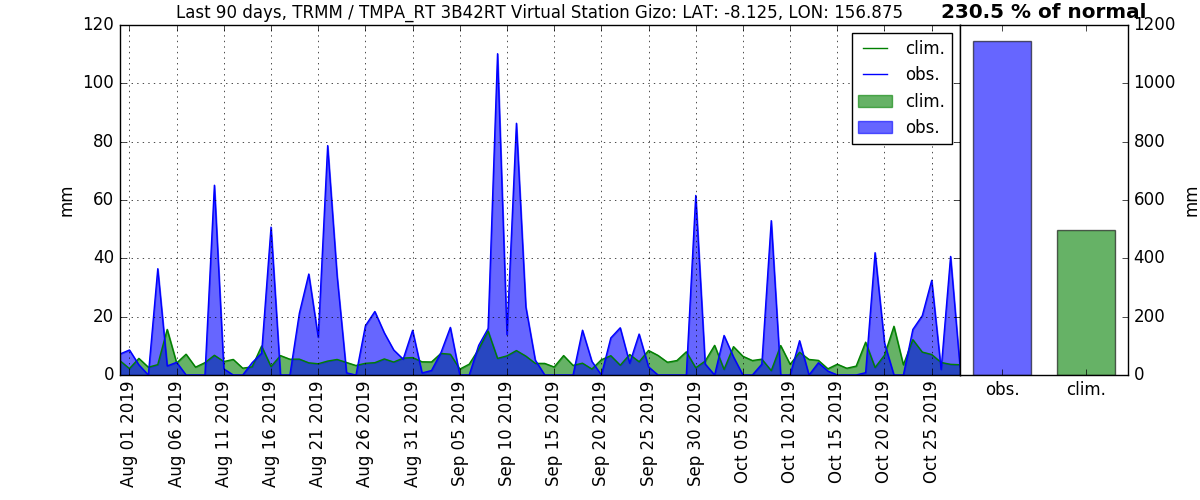 Last 90 days, TRMM / TMPA_RT 3B42RT Virtual Station Gizo: LAT: -8.125, LON: 156.875
230.5 % of normal
120
100
80
60
40
20
0
mm
clim.
obs.
clim.
obs.
1200
1000
800
600
400
200
0
mm
Aug 01 2019
Aug 06 2019
Aug 11 2019
Aug 16 2019
Aug 21 2019
Aug 26 2019
Aug 31 2019
Sep 05 2019
Sep 10 2019
Sep 15 2019
Sep 20 2019
Sep 25 2019
Sep 30 2019
Oct 05 2019
Oct 10 2019
Oct 15 2019
Oct 20 2019
Oct 25 2019
obs.
clim.